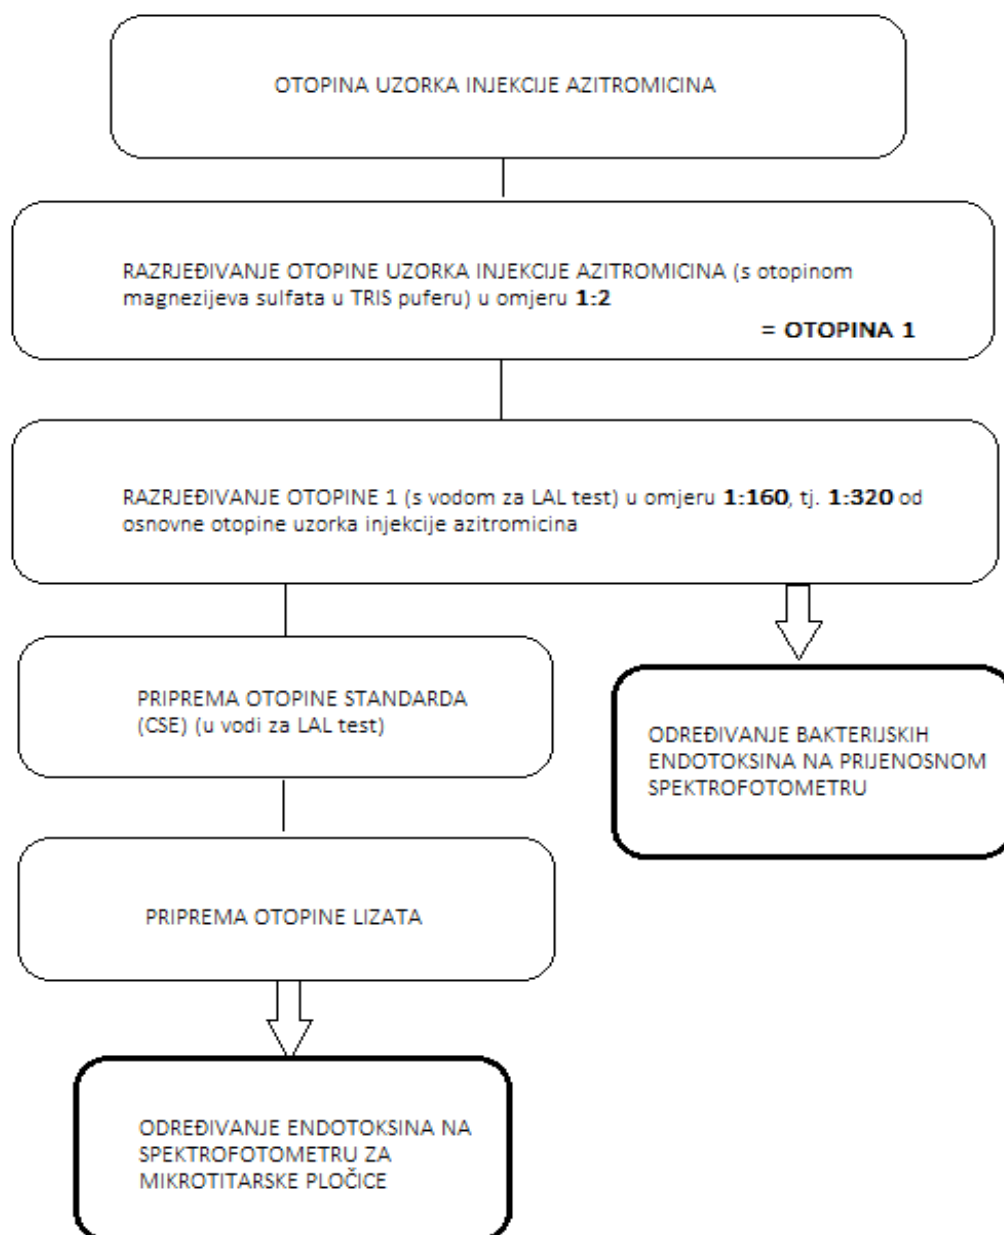 OTOPINA UZORKA INJEKCIJE AZITROMICINA
RAZRJEĐIVANJE OTOPINE UZORKA INJEKCIJE AZITROMICINA (s otopinom
magnezijeva sulfata u TRIS puferu) u omjeru 1:2
= OTOPINA 1
RAZRJEĐIVANJE OTOPINE 1 (s vodom za LAL test) u omjeru 1:160, tj. 1:320 od
osnovne otopine uzorka injekcije azitromicina
PRIPREMA OTOPINE STANDARDA
(CSE) (u vodi za LAL test)
ODREĐIVANJE BAKTERIJSKIH
ENDOTOKSINA NA PRIJENOSNOM
SPEKTROFOTOMETRU
PRIPREMA OTOPINE LIZATA
ODREĐIVANJE ENDOTOKSINA NA
SPEKTROFOTOMETRU ZA
MIKROTITARSKE PLOČICE